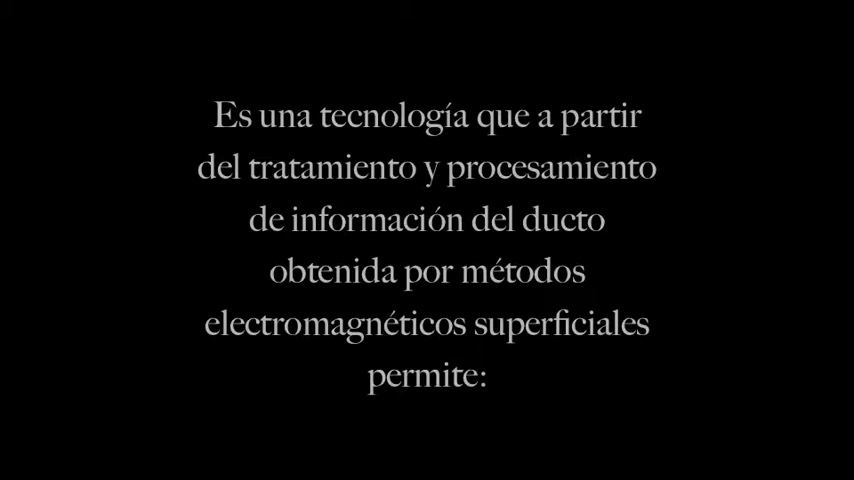 Es una tecnología que a partir
del tratamiento y procesamiento
de información del ducto
obtenida por métodos
electromagnéticos superficiales
permite: